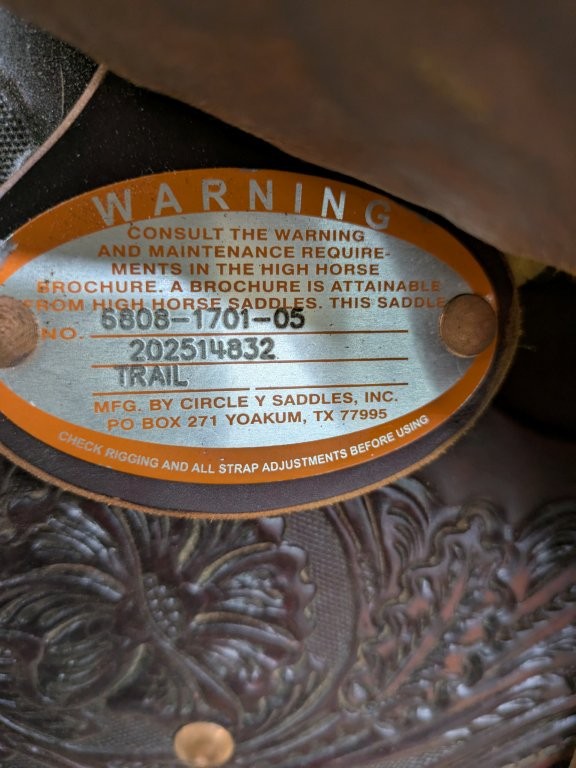 WARNING
CONSULT THE WARNING
AND MAINTENANCE REQUIRE-
MENTS IN THE HIGH HORSE
BROCHURE. A BROCHURE IS ATTAINABLE
FROM HIGH HORSE SADDLES. THIS SADDLE
NO. 6808-1701-05
202514832
TRAIL
MFG. BY CIRCLE Y SADDLES, INC.
PO BOX 271 YOAKUM, TX 77995
CHECK RIGGING AND ALL STRAP ADJUSTMENTS BEFORE USING